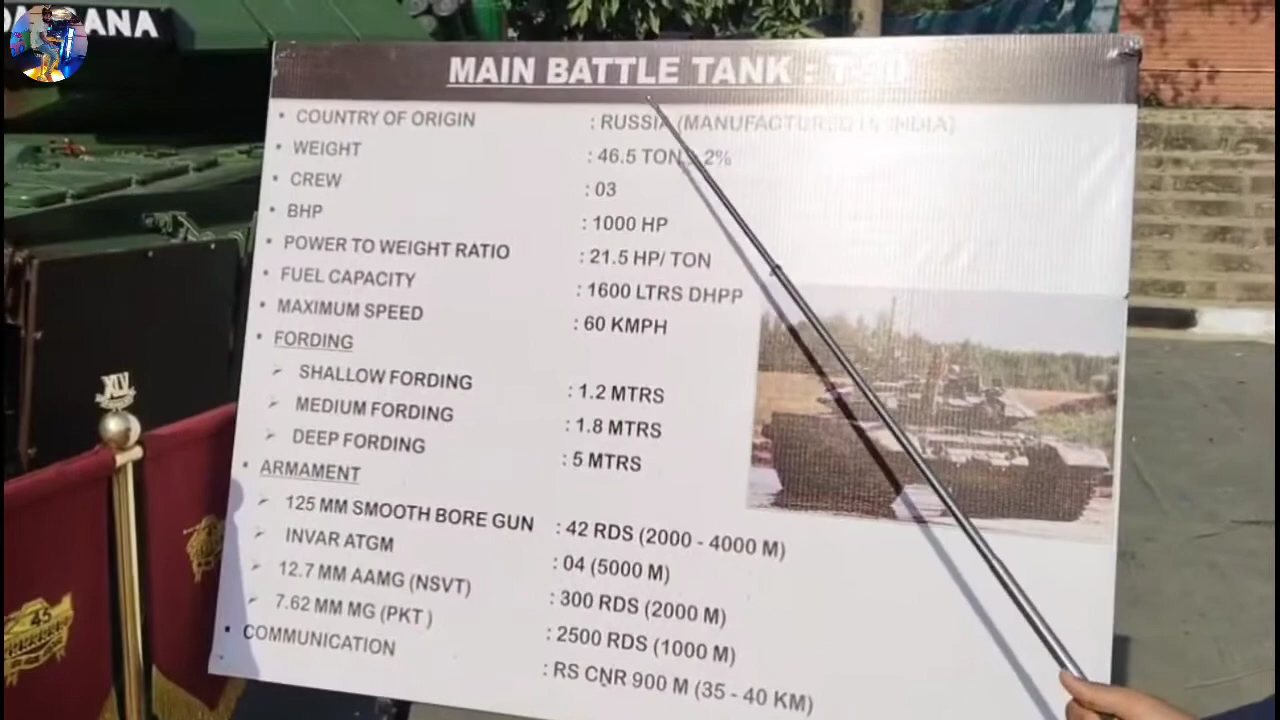 MAIN BATTLE TANK : T-90
• COUNTRY OF ORIGIN : RUSSIA (MANUFACTURED IN INDIA)
• WEIGHT : 46.5 TON 2%
• CREW : 03
• BHP : 1000 HP
• POWER TO WEIGHT RATIO : 21.5 HP/ TON
• FUEL CAPACITY : 1600 LTRS DHPP
• MAXIMUM SPEED : 60 KMPH
• FORDING
➢ SHALLOW FORDING : 1.2 MTRS
➢ MEDIUM FORDING : 1.8 MTRS
➢ DEEP FORDING : 5 MTRS
• ARMAMENT
➢ 125 MM SMOOTH BORE GUN : 42 RDS (2000 - 4000 M)
➢ INVAR ATGM : 04 (5000 M)
➢ 12.7 MM AAMG (NSVT) : 300 RDS (2000 M)
➢ 7.62 MM MG (PKT ) : 2500 RDS (1000 M)
• COMMUNICATION : RS CNR 900 M (35 - 40 KM)
XIV
45